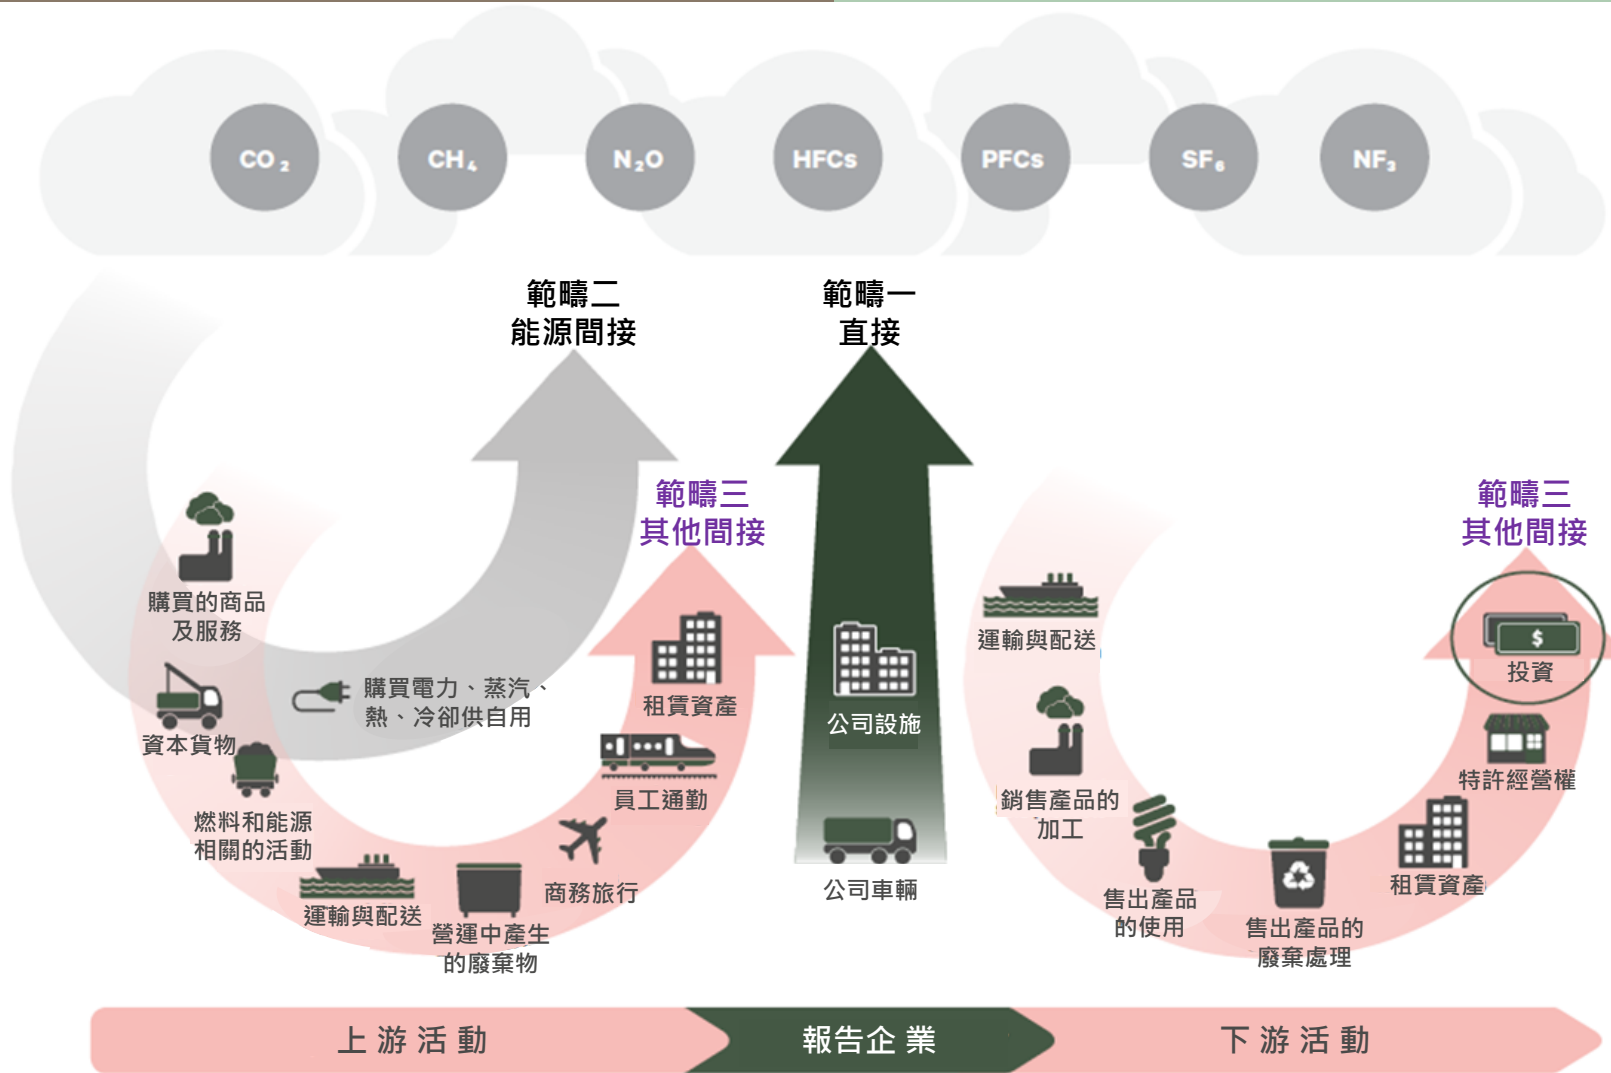 CO₂
CH₄
N₂O
HFCs
PFCs
SF₆
NF₃
範疇二
能源間接
範疇一
直接
範疇三
其他間接
範疇三
其他間接
購買的商品
及服務
資本貨物
燃料和能源
相關的活動
購買電力、蒸汽、
熱、冷卻供自用
運輸與配送
營運中產生
的廢棄物
商務旅行
員工通勤
租賃資產
公司設施
公司車輛
運輸與配送
銷售產品的
加工
售出產品
的使用
售出產品的
廢棄處理
租賃資產
特許經營權
$
投資
上游活動
報告企業
下游活動